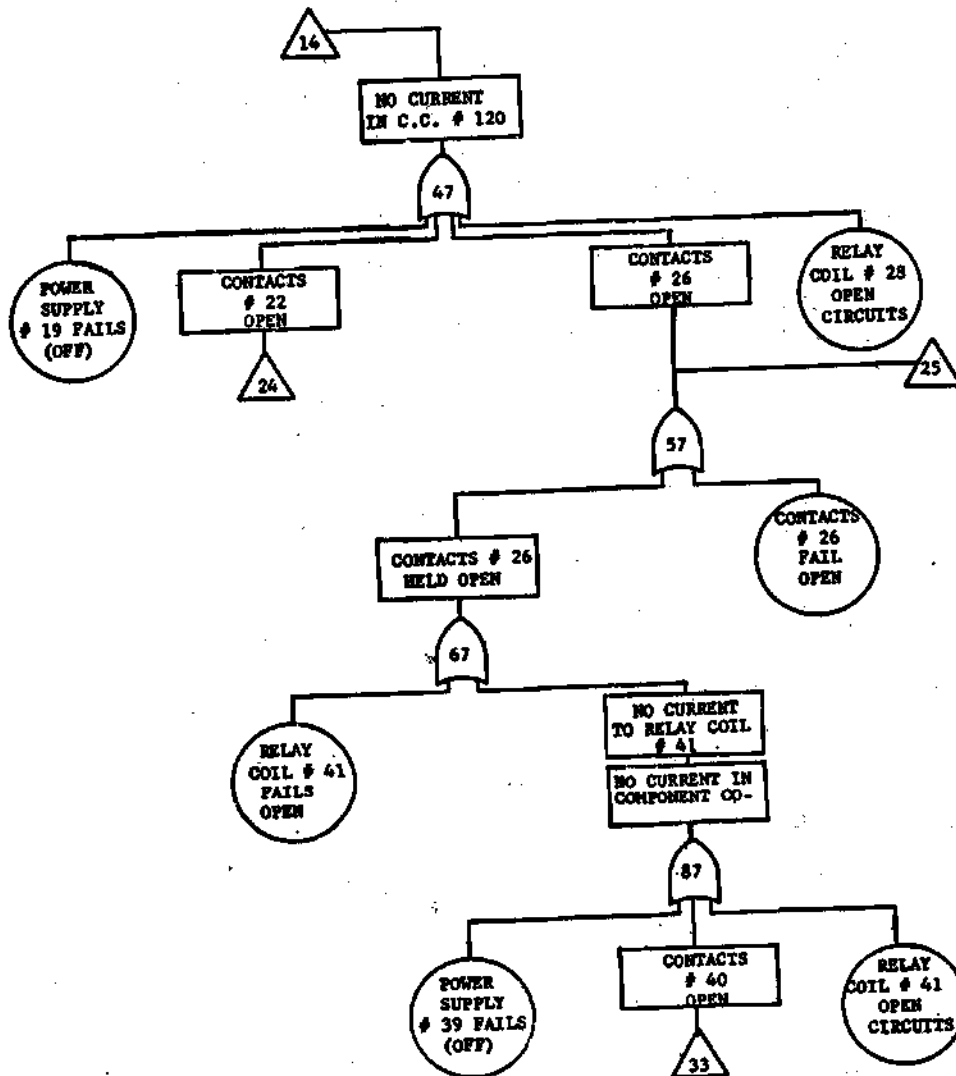 14
NO CURRENT
IN C.C. # 120
47
POWER
SUPPLY
# 19 FAILS
(OFF)
CONTACTS
# 22
OPEN
24
CONTACTS
# 26
OPEN
RELAY
COIL # 28
OPEN
CIRCUITS
25
57
CONTACTS # 26
HELD OPEN
CONTACTS
# 26
FAIL
OPEN
67
RELAY
COIL # 41
FAILS
OPEN
NO CURRENT
TO RELAY COIL
# 41
NO CURRENT IN
COMPONENT CO-
87
POWER
SUPPLY
# 39 FAILS
(OFF)
CONTACTS
# 40
OPEN
33
RELAY
COIL # 41
OPEN
CIRCUITS